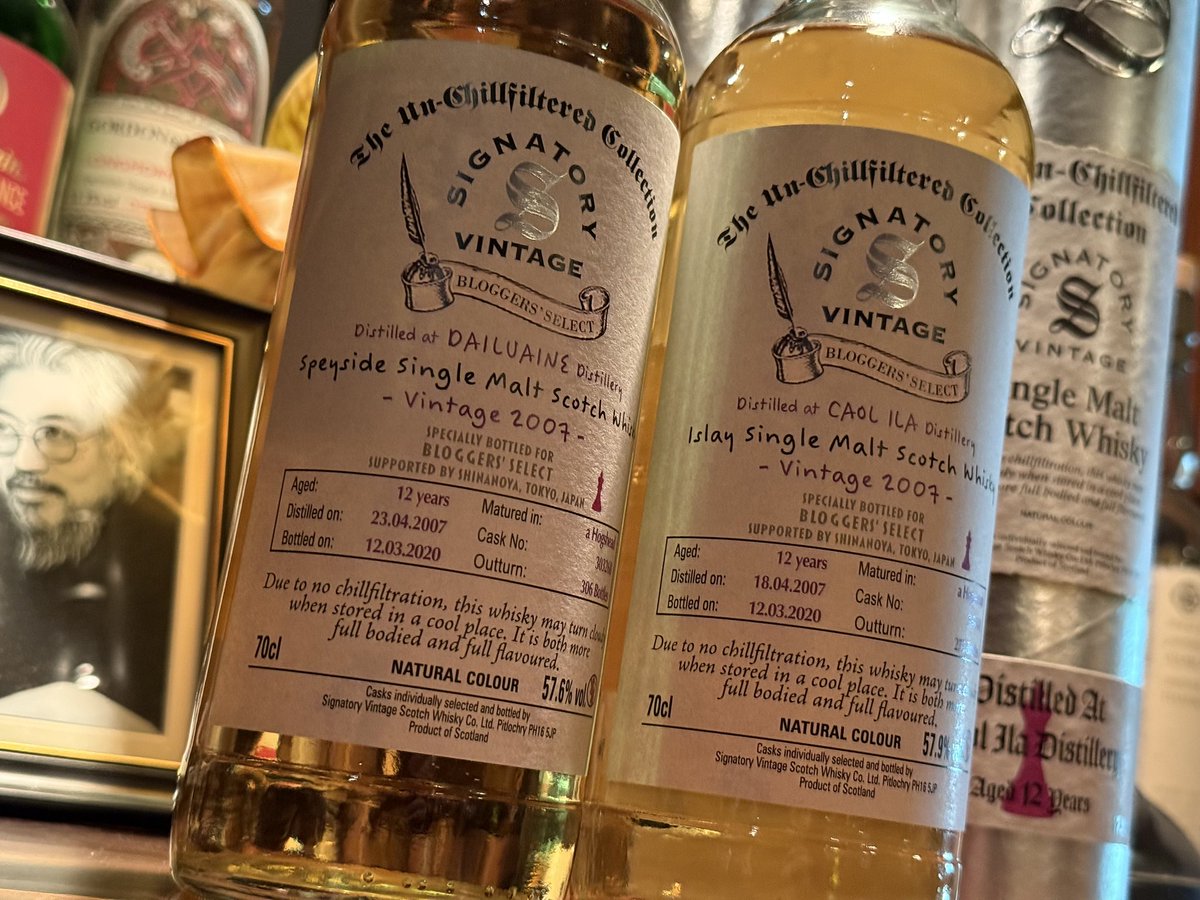 GORDON
The Un-Chillfiltered Collection
SIGNATORY
S
VINTAGE
BLOGGERS' SELECT
Distilled at DAILUAINE Distillery
Speyside Single Malt Scotch
- Vintage 2007 -
SPECIALLY BOTTLED FOR
BLOGGERS' SELECT
SUPPORTED BY SHINANOYA, TOKYO, JAPAN
Aged: 12 years Matured in: a Hogshead
Distilled on: 23.04.2007 Cask No:
Bottled on: 12.03.2020 Outturn: 306 Bottles
Due to no chillfiltration, this whisky may turn cloudy
when stored in a cool place. It is both more
full bodied and full flavoured.
70cl
NATURAL COLOUR 57.6% vol
Casks individually selected and bottled by
Signatory Vintage Scotch Whisky Co. Ltd. Pitlochry PH16 5JP
Product of Scotland
The Un-Chillfiltered Collection
SIGNATORY
S
VINTAGE
BLOGGERS' SELECT
Distilled at CAOL ILA Distillery
Islay Single Malt Scotch Whisky
- Vintage 2007 -
SPECIALLY BOTTLED FOR
BLOGGERS' SELECT
SUPPORTED BY SHINANOYA, TOKYO, JAPAN
Aged: 12 years Matured in:
Distilled on: 18.04.2007 Cask No:
Bottled on: 12.03.2020 Outturn:
Due to no chillfiltration, this whisky may turn
when stored in a cool place. It is both more
full bodied and full flavoured.
70cl
NATURAL COLOUR 57.9%
Casks individually selected and bottled by
Signatory Vintage Scotch Whisky Co. Ltd. Pitlochry PH16 5JP
Product of Scotland
n-Chillfiltered
Collection
SIGNATORY
S
VINTAGE
ngle Malt
tch Whisky
NATURAL COLOUR
Distilled At
l Ila Distillery
Aged 12 Years